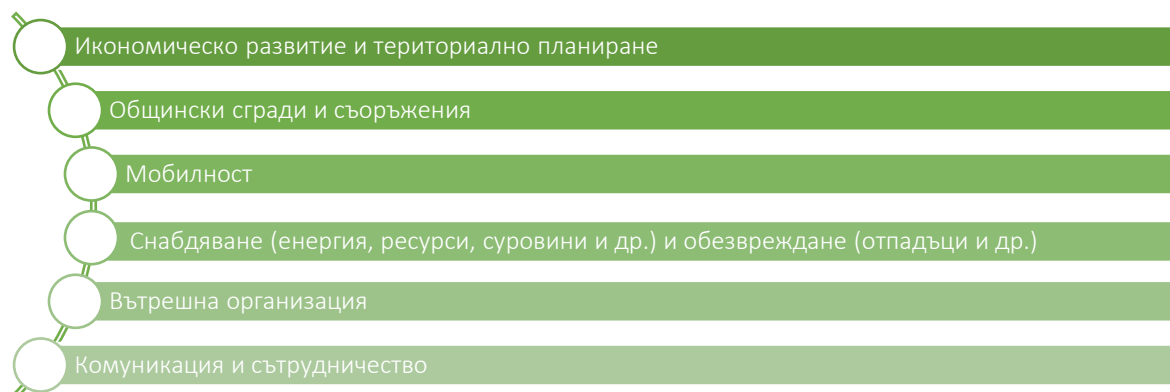 Икономическо развитие и териториално планиране
Общински сгради и съоръжения
Мобилност
Снабдяване (енергия, ресурси, суровини и др.) и обезвреждане (отпадъци и др.)
Вътрешна организация
Комуникация и сътрудничество